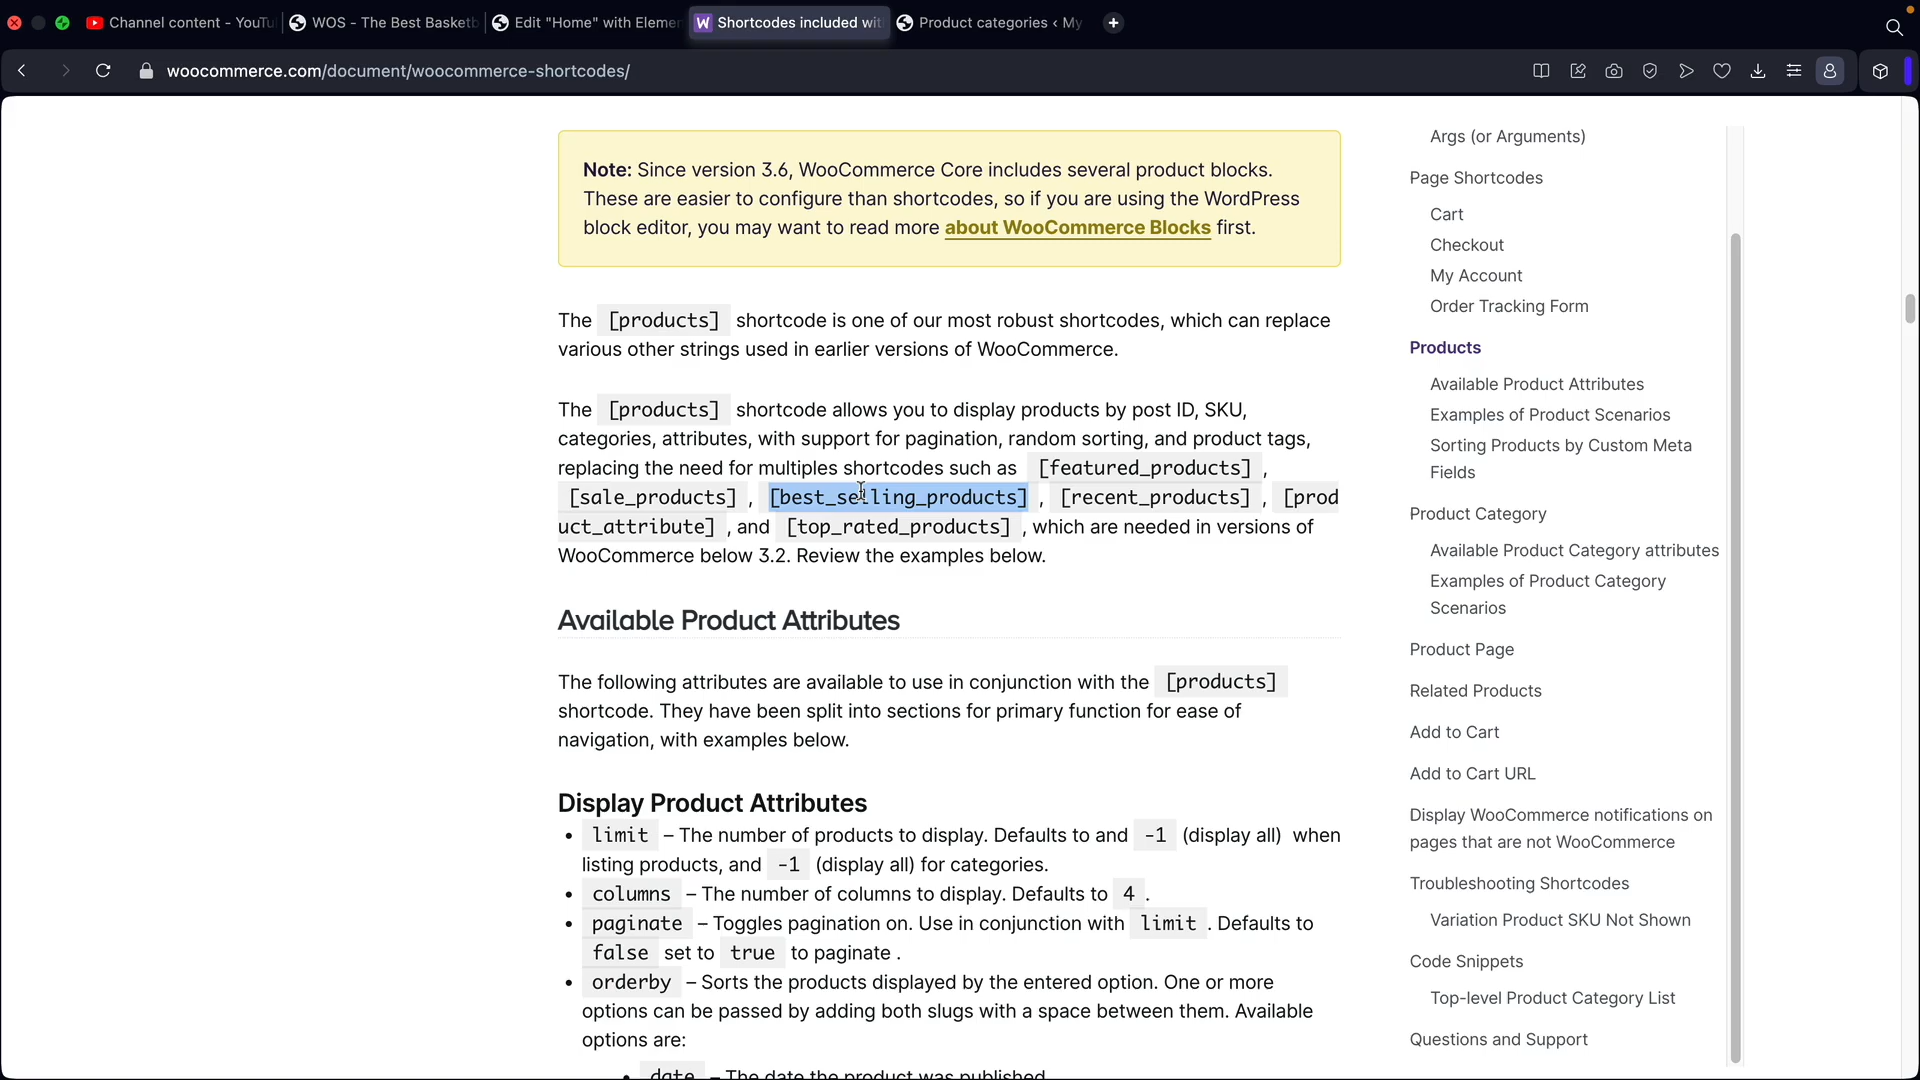 Channel content - YouTu
WOS - The Best Basketb
Edit "Home" with Elemen
Shortcodes included wit
Product categories ‹ My
woocommerce.com/document/woocommerce-shortcodes/
Note: Since version 3.6, WooCommerce Core includes several product blocks.
These are easier to configure than shortcodes, so if you are using the WordPress
block editor, you may want to read more about WooCommerce Blocks first.
The [products] shortcode is one of our most robust shortcodes, which can replace
various other strings used in earlier versions of WooCommerce.
The [products] shortcode allows you to display products by post ID, SKU,
categories, attributes, with support for pagination, random sorting, and product tags,
replacing the need for multiples shortcodes such as [featured_products] ,
[sale_products] , [best_selling_products] , [recent_products] , [prod
uct_attribute] , and [top_rated_products] , which are needed in versions of
WooCommerce below 3.2. Review the examples below.
Available Product Attributes
The following attributes are available to use in conjunction with the [products]
shortcode. They have been split into sections for primary function for ease of
navigation, with examples below.
Display Product Attributes
• limit – The number of products to display. Defaults to and -1 (display all) when
listing products, and -1 (display all) for categories.
• columns – The number of columns to display. Defaults to 4 .
• paginate – Toggles pagination on. Use in conjunction with limit . Defaults to
false set to true to paginate .
• orderby – Sorts the products displayed by the entered option. One or more
options can be passed by adding both slugs with a space between them. Available
options are:
• date – The date the product was published.
Args (or Arguments)
Page Shortcodes
Cart
Checkout
My Account
Order Tracking Form
Products
Available Product Attributes
Examples of Product Scenarios
Sorting Products by Custom Meta
Fields
Product Category
Available Product Category attributes
Examples of Product Category
Scenarios
Product Page
Related Products
Add to Cart
Add to Cart URL
Display WooCommerce notifications on
pages that are not WooCommerce
Troubleshooting Shortcodes
Variation Product SKU Not Shown
Code Snippets
Top-level Product Category List
Questions and Support